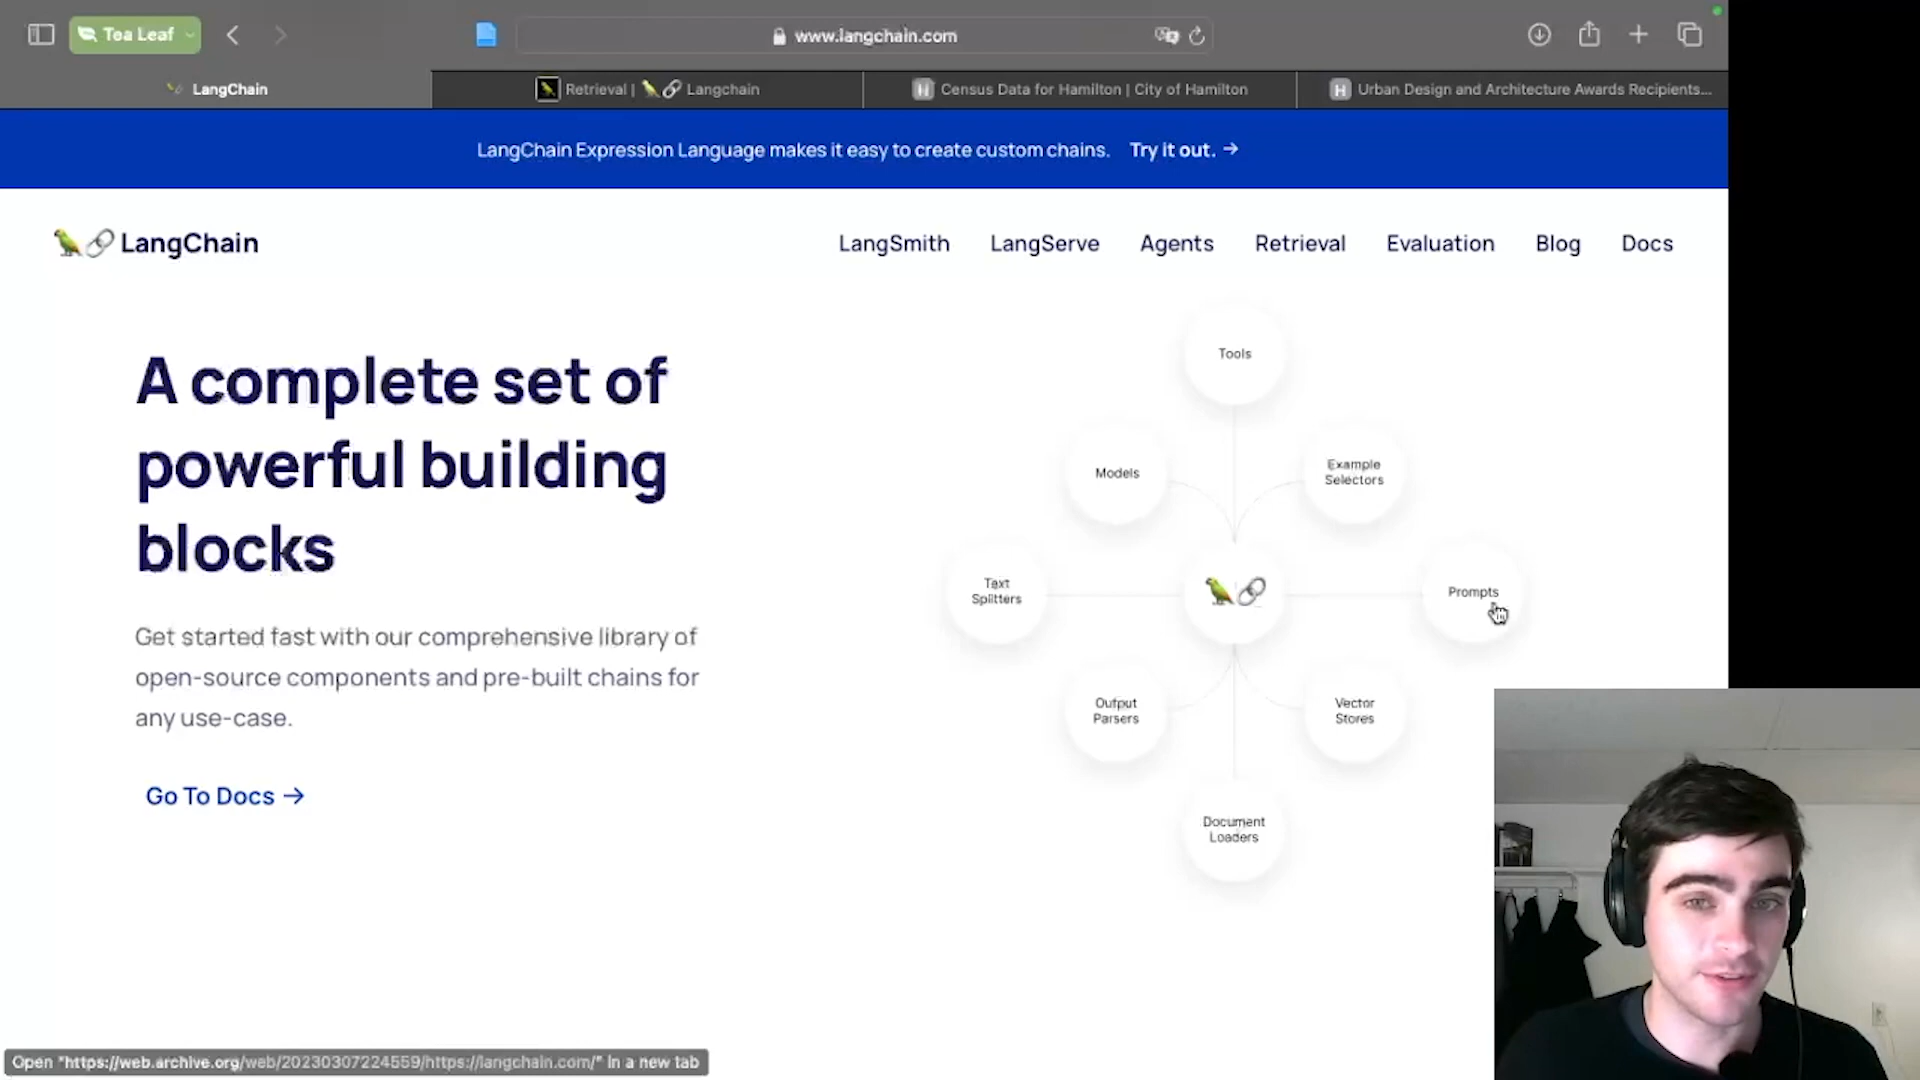 Tea Leaf
www.langchain.com
LangChain
Retrieval | Langchain
Census Data for Hamilton | City of Hamilton
H Urban Design and Architecture Awards Recipients...
LangChain Expression Language makes it easy to create custom chains. Try it out. →
LangChain
LangSmith LangServe Agents Retrieval Evaluation Blog Docs
A complete set of
powerful building
blocks
Get started fast with our comprehensive library of
open-source components and pre-built chains for
any use-case.
Go To Docs →
Tools
Models
Example
Selectors
Text
Splitters
Prompts
Output
Parsers
Vector
Stores
Document
Loaders
Open "https://web.archive.org/web/20230307224559/https://langchain.com/" in a new tab